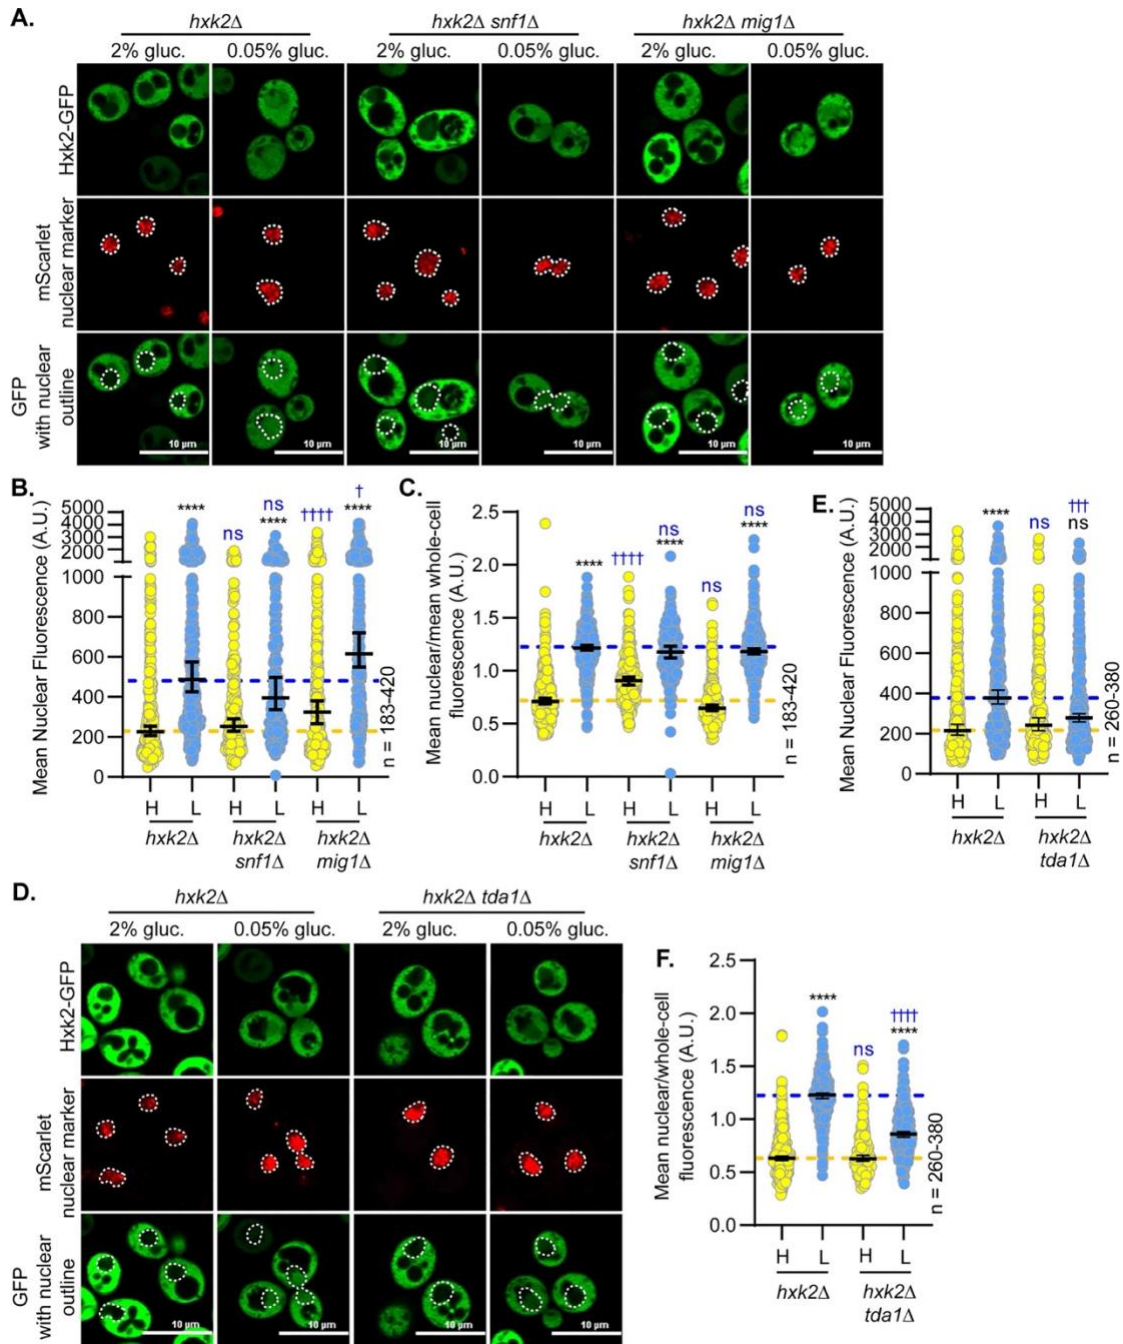 A.
hxk2Δ
hxk2Δ snf1Δ
hxk2Δ mig1Δ
2% gluc. 0.05% gluc. 2% gluc. 0.05% gluc. 2% gluc. 0.05% gluc.
Hxk2-GFP
mScarlet
nuclear marker
GFP
with nuclear
outline
10 µm 10 µm 10 µm 10 µm 10 µm 10 µm
B.
Mean Nuclear Fluorescence (A.U.)
5000
4000
3000
2000
1000
800
600
400
200
0
**** ns ns **** †††† † ****
n = 183-420
H L H L H L
hxk2Δ hxk2Δ hxk2Δ
snf1Δ mig1Δ
C.
Mean nuclear/mean whole-cell
fluorescence (A.U.)
2.5
2.0
1.5
1.0
0.5
0.0
**** †††† ns **** ns ns ****
n = 183-420
H L H L H L
hxk2Δ hxk2Δ hxk2Δ
snf1Δ mig1Δ
E.
Mean Nuclear Fluorescence (A.U.)
5000
4000
3000
2000
1000
800
600
400
200
0
**** ns ††† ns
n = 260-380
H L H L
hxk2Δ hxk2Δ
tda1Δ
D.
hxk2Δ
hxk2Δ tda1Δ
2% gluc. 0.05% gluc. 2% gluc. 0.05% gluc.
Hxk2-GFP
mScarlet
nuclear marker
GFP
with nuclear
outline
10 µm 10 µm 10 µm 10 µm
F.
Mean nuclear/whole-cell
fluorescence (A.U.)
2.5
2.0
1.5
1.0
0.5
0.0
**** ns †††† ****
n = 260-380
H L H L
hxk2Δ hxk2Δ
tda1Δ